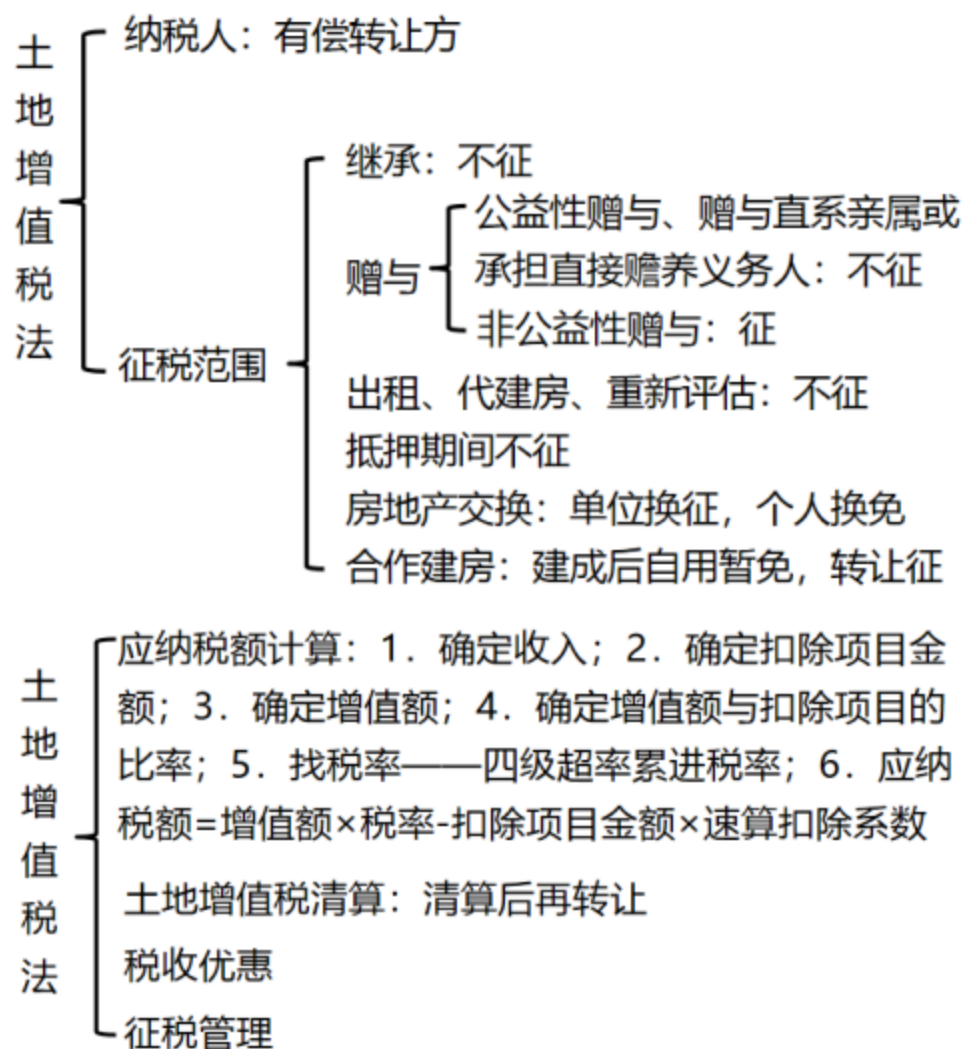 土地增值税法
纳税人：有偿转让方
征税范围
继承：不征
赠与
公益性赠与、赠与直系亲属或
承担直接赡养义务人：不征
非公益性赠与：征
出租、代建房、重新评估：不征
抵押期间不征
房地产交换：单位换征，个人换免
合作建房：建成后自用暂免，转让征
土地增值税法
应纳税额计算：1．确定收入；2．确定扣除项目金
额；3．确定增值额；4．确定增值额与扣除项目的
比率；5．找税率——四级超率累进税率；6．应纳
税额=增值额×税率-扣除项目金额×速算扣除系数
土地增值税清算：清算后再转让
税收优惠
征税管理